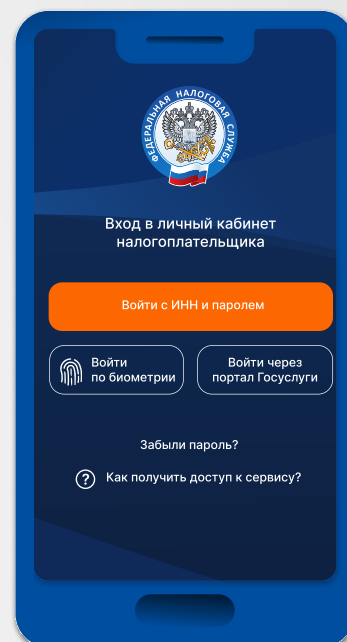 ФЕДЕРАЛЬНАЯ НАЛОГОВАЯ СЛУЖБА
Вход в личный кабинет
налогоплательщика
Войти с ИНН и паролем
Войти
по биометрии
Войти через
портал Госуслуги
Забыли пароль?
? Как получить доступ к сервису?